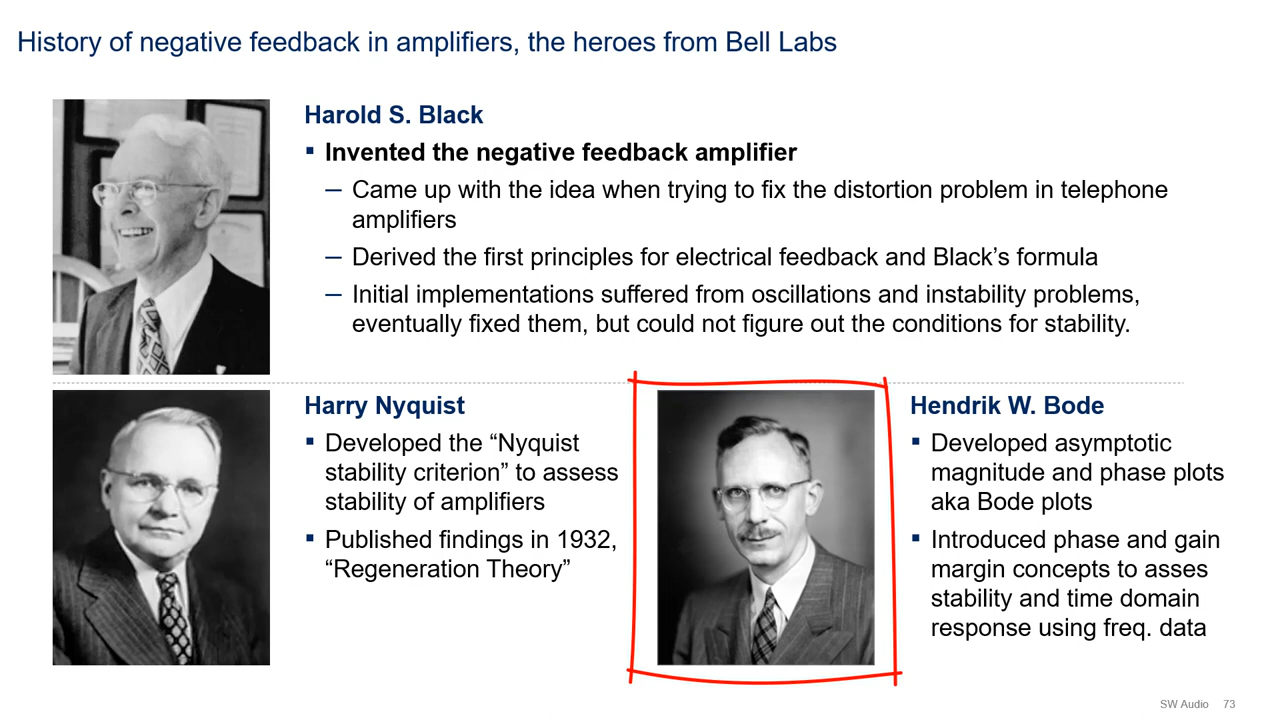 History of negative feedback in amplifiers, the heroes from Bell Labs
Harold S. Black
▪ Invented the negative feedback amplifier
– Came up with the idea when trying to fix the distortion problem in telephone
amplifiers
– Derived the first principles for electrical feedback and Black’s formula
– Initial implementations suffered from oscillations and instability problems,
eventually fixed them, but could not figure out the conditions for stability.
Harry Nyquist
▪ Developed the “Nyquist
stability criterion” to assess
stability of amplifiers
▪ Published findings in 1932,
“Regeneration Theory”
Hendrik W. Bode
▪ Developed asymptotic
magnitude and phase plots
aka Bode plots
▪ Introduced phase and gain
margin concepts to asses
stability and time domain
response using freq. data
SW Audio 73